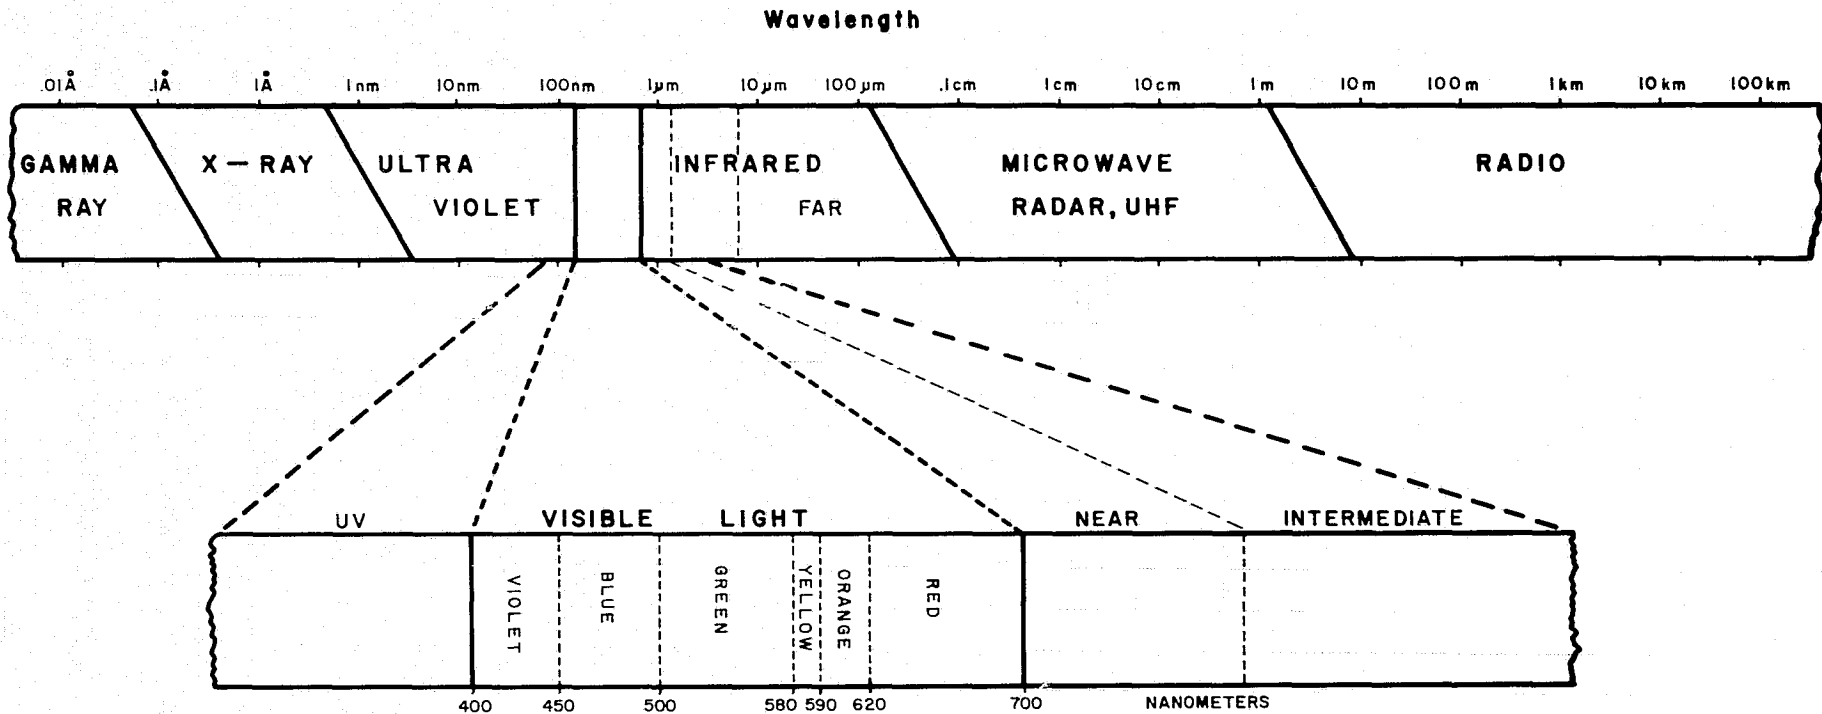 Wavelength
.01Å .1Å 1Å 1nm 10nm 100nm 1μm 10μm 100μm .1cm 1cm 10cm 1m 10m 100m 1km 10km 100km
GAMMA X-RAY ULTRA INFRARED MICROWAVE RADIO
RAY VIOLET FAR RADAR, UHF
UV VISIBLE LIGHT NEAR INTERMEDIATE
VIOLET
BLUE
GREEN
YELLOW
ORANGE
RED
400 450 500 580 590 620 700 NANOMETERS